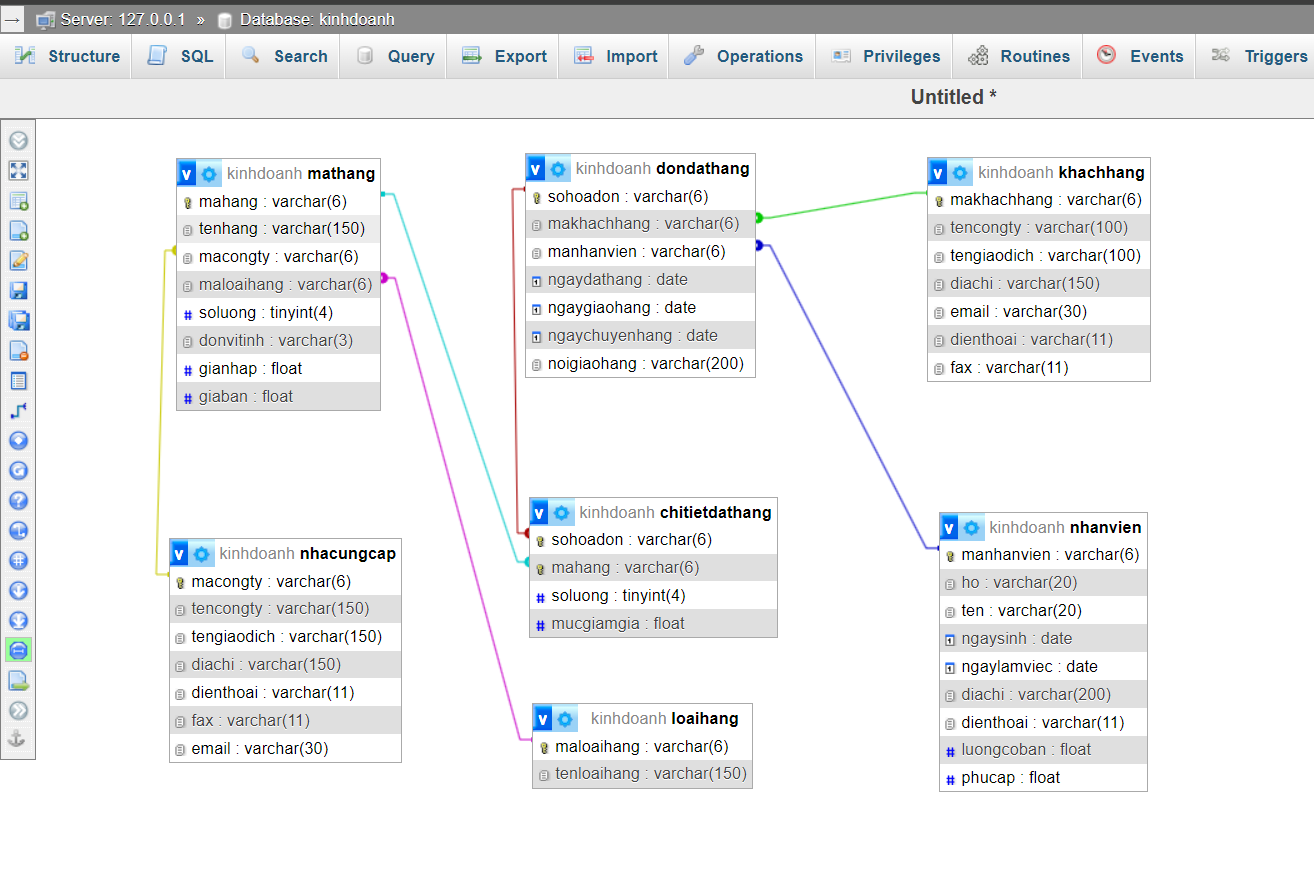 Server: 127.0.0.1 » Database: kinhdoanh
Structure SQL Search Query Export Import Operations Privileges Routines Events Triggers
Untitled *
kinhdoanh mathang
mahang : varchar(6)
tenhang : varchar(150)
macongty : varchar(6)
maloaihang : varchar(6)
soluong : tinyint(4)
donvitinh : varchar(3)
gianhap : float
giaban : float
kinhdoanh dondathang
sohoadon : varchar(6)
makhachhang : varchar(6)
manhanvien : varchar(6)
ngaydathang : date
ngaygiaohang : date
ngaychuyenhang : date
noigiaohang : varchar(200)
kinhdoanh khachhang
makhachhang : varchar(6)
tencongty : varchar(100)
tengiaodich : varchar(100)
diachi : varchar(150)
email : varchar(30)
dienthoai : varchar(11)
fax : varchar(11)
kinhdoanh nhacungcap
macongty : varchar(6)
tencongty : varchar(150)
tengiaodich : varchar(150)
diachi : varchar(150)
dienthoai : varchar(11)
fax : varchar(11)
email : varchar(30)
kinhdoanh chitietdathang
sohoadon : varchar(6)
mahang : varchar(6)
soluong : tinyint(4)
mucgiamgia : float
kinhdoanh loaihang
maloaihang : varchar(6)
tenloaihang : varchar(150)
kinhdoanh nhanvien
manhanvien : varchar(6)
ho : varchar(20)
ten : varchar(20)
ngaysinh : date
ngaylamviec : date
diachi : varchar(200)
dienthoai : varchar(11)
luongcoban : float
phucap : float